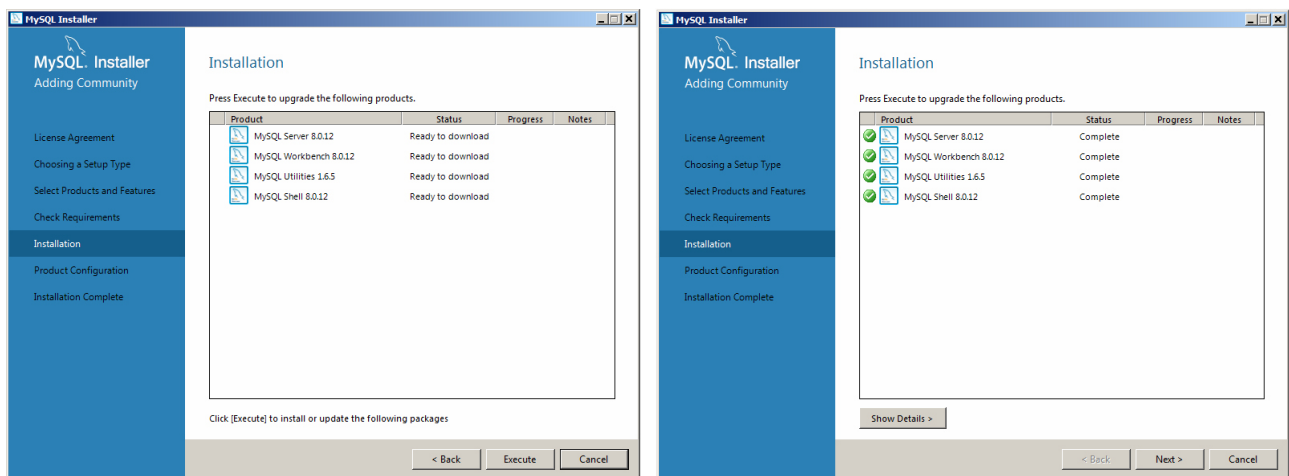 MySQL Installer
MySQL. Installer
Adding Community
License Agreement
Choosing a Setup Type
Select Products and Features
Check Requirements
Installation
Product Configuration
Installation Complete
Installation
Press Execute to upgrade the following products.
Product Status Progress Notes
MySQL Server 8.0.12 Ready to download
MySQL Workbench 8.0.12 Ready to download
MySQL Utilities 1.6.5 Ready to download
MySQL Shell 8.0.12 Ready to download
Click [Execute] to install or update the following packages
< Back Execute Cancel
MySQL Installer
MySQL. Installer
Adding Community
License Agreement
Choosing a Setup Type
Select Products and Features
Check Requirements
Installation
Product Configuration
Installation Complete
Installation
Press Execute to upgrade the following products.
Product Status Progress Notes
MySQL Server 8.0.12 Complete
MySQL Workbench 8.0.12 Complete
MySQL Utilities 1.6.5 Complete
MySQL Shell 8.0.12 Complete
Show Details >
< Back Next > Cancel